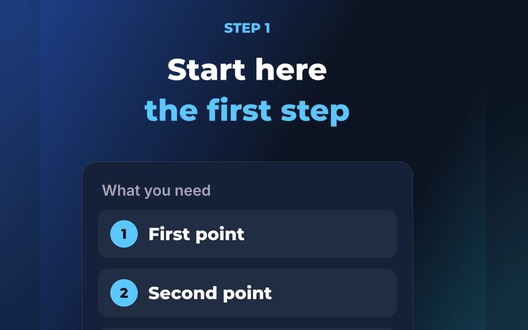 STEP 1
Start here
the first step
What you need
1 First point
2 Second point